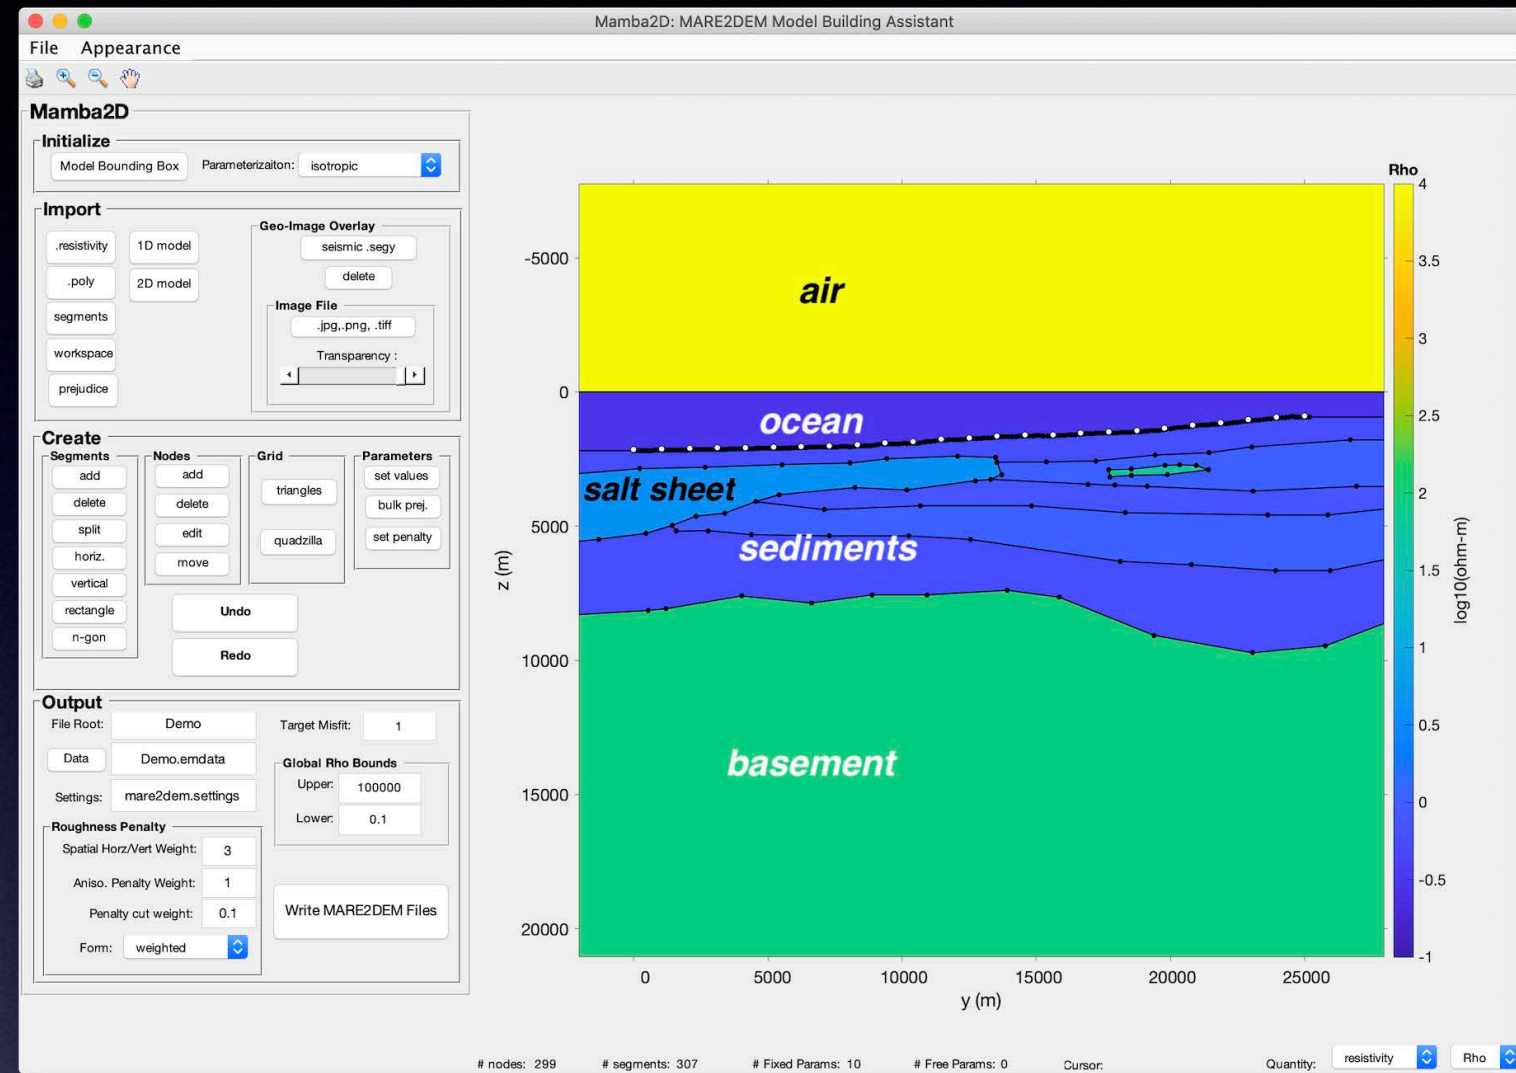 Mamba2D: MARE2DEM Model Building Assistant
File Appearance
Mamba2D
Initialize
Model Bounding Box Parameterizaiton: isotropic
Import
.resistivity 1D model
.poly 2D model
segments
workspace
prejudice
Geo-Image Overlay
seismic .segy
delete
Image File
.jpg,.png, .tiff
Transparency :
Create
Segments
add
delete
split
horiz.
vertical
rectangle
n-gon
Nodes
add
delete
edit
move
Grid
triangles
quadzilla
Parameters
set values
bulk prej.
set penalty
Undo
Redo
Output
File Root: Demo
Data Demo.emdata
Settings: mare2dem.settings
Target Misfit: 1
Global Rho Bounds
Upper: 100000
Lower: 0.1
Roughness Penalty
Spatial Horz/Vert Weight: 3
Aniso. Penalty Weight: 1
Penalty cut weight: 0.1
Form: weighted
Write MARE2DEM Files
-5000
0
5000
10000
15000
20000
z (m)
air
ocean
salt sheet
sediments
basement
0 5000 10000 15000 20000 25000
y (m)
Rho
4
3.5
3
2.5
2
1.5
1
0.5
0
-0.5
-1
log10(ohm-m)
# nodes: 299 # segments: 307 # Fixed Params: 10 # Free Params: 0 Cursor: Quantity: resistivity Rho